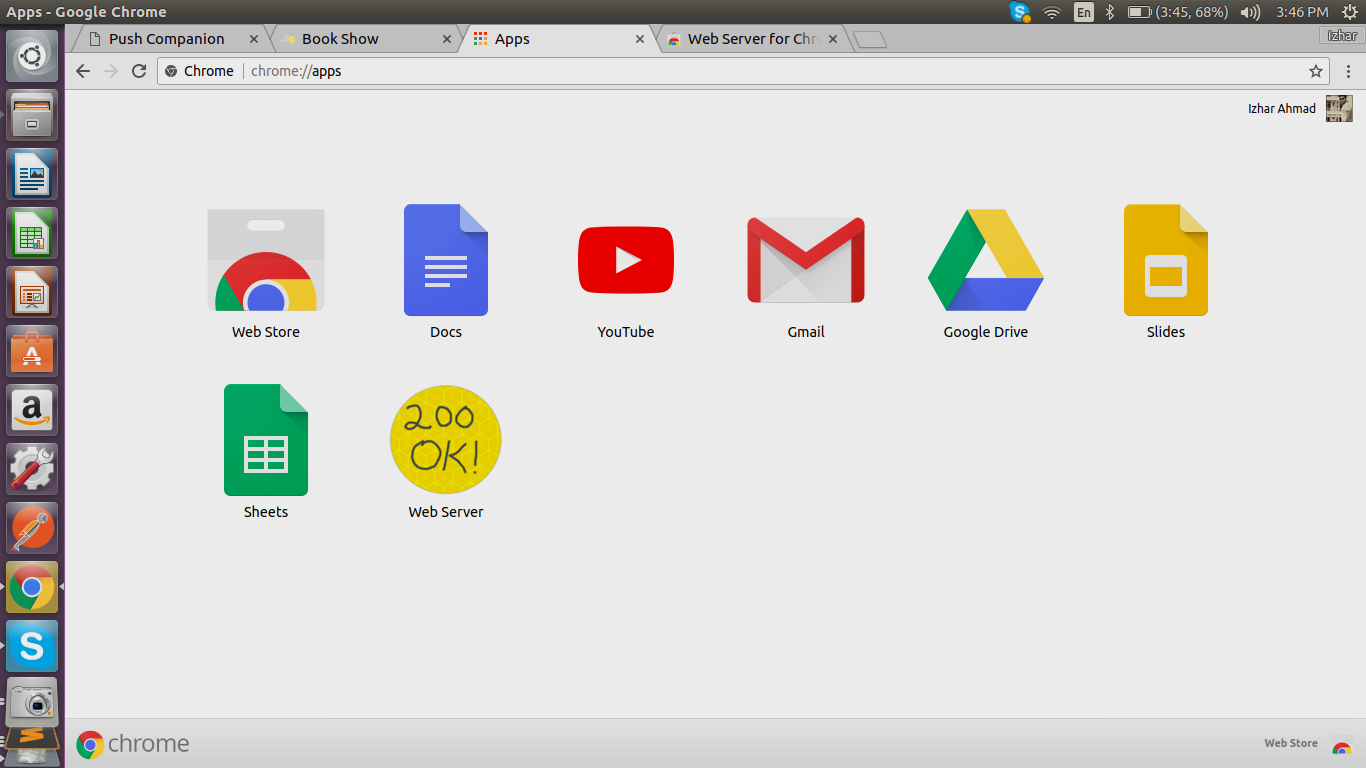 Apps - Google Chrome
En
(3:45, 68%)
3:46 PM
Push Companion
Book Show
Apps
Web Server for Chr
Izhar
Chrome
chrome://apps
Izhar Ahmad
Web Store
Docs
YouTube
Gmail
Google Drive
Slides
200
OK!
Sheets
Web Server
A
a
S
chrome
Web Store